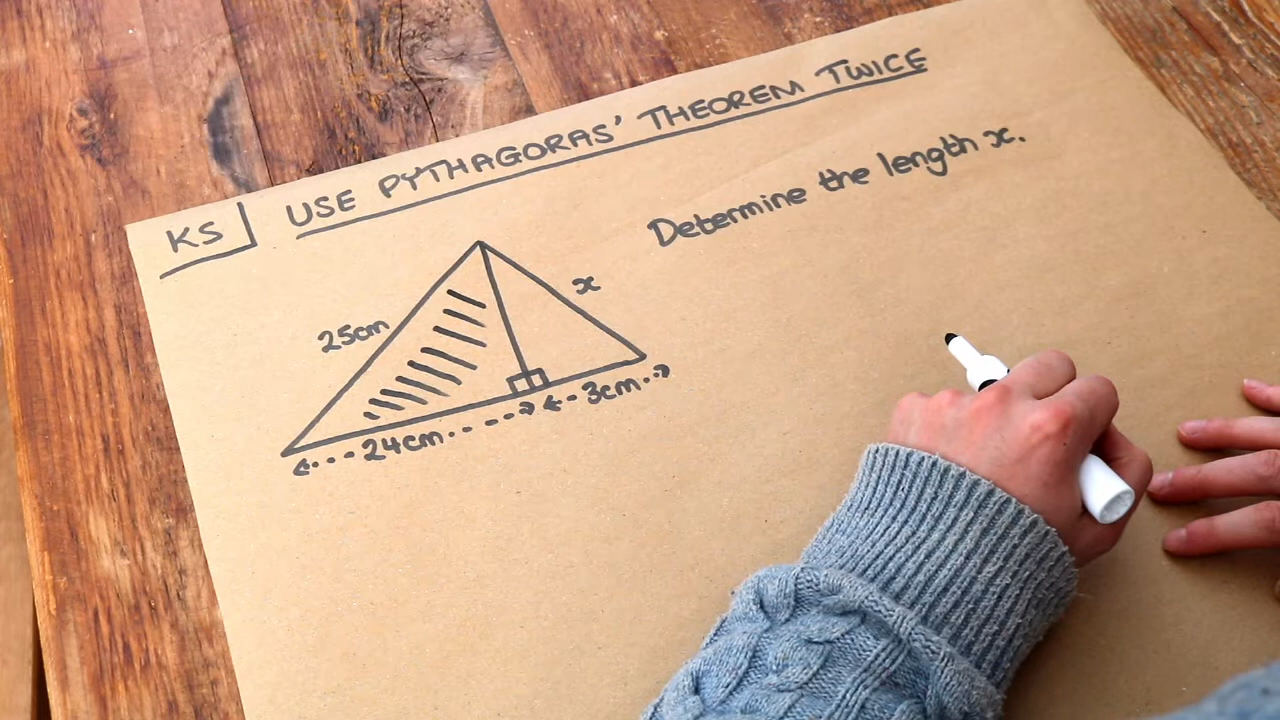 KS
USE PYTHAGORAS' THEOREM TWICE
Determine the length x.
25cm
x
24cm
3cm